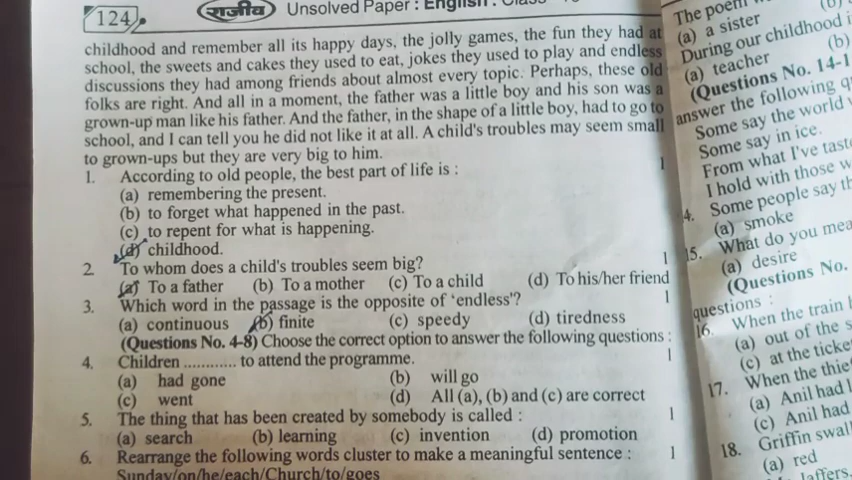 124
राजीव Unsolved Paper : English :
childhood and remember all its happy days, the jolly games, the fun they had at
school, the sweets and cakes they used to eat, jokes they used to play and endless
discussions they had among friends about almost every topic. Perhaps, these old
folks are right. And all in a moment, the father was a little boy and his son was a
grown-up man like his father. And the father, in the shape of a little boy, had to go to
school, and I can tell you he did not like it at all. A child's troubles may seem small
to grown-ups but they are very big to him.
1. According to old people, the best part of life is : 1
(a) remembering the present.
(b) to forget what happened in the past.
(c) to repent for what is happening.
(d) childhood.
2. To whom does a child's troubles seem big? 1
(a) To a father (b) To a mother (c) To a child (d) To his/her friend
3. Which word in the passage is the opposite of 'endless'? 1
(a) continuous (b) finite (c) speedy (d) tiredness
(Questions No. 4-8) Choose the correct option to answer the following questions :
4. Children ............ to attend the programme. 1
(a) had gone (b) will go
(c) went (d) All (a), (b) and (c) are correct
5. The thing that has been created by somebody is called : 1
(a) search (b) learning (c) invention (d) promotion
6. Rearrange the following words cluster to make a meaningful sentence : 1
Sunday/on/he/each/Church/to/goes
The poem
(a) a sister (b)
During our childhood
(a) teacher (b)
(Questions No. 14-1
answer the following
Some say the world
Some say in ice.
From what I've
I hold with those
4. Some people say
(a) smoke
15. What do you
(a) desire
(Questions No.
questions :
16. When the train
(a) out of the
(c) at the
17. When the
(a) Anil had
(c) Anil had
18. Griffin
(a) red